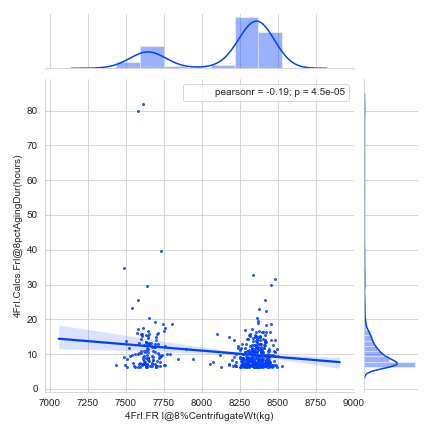 pearsonr = -0.19; p = 4.5e-05
80
70
60
50
40
30
20
10
0
4FrI.Calcs.FrI@8pctAgingDur(hours)
7000 7250 7500 7750 8000 8250 8500 8750 9000
4FrI.FR I@8%CentrifugateWt(kg)